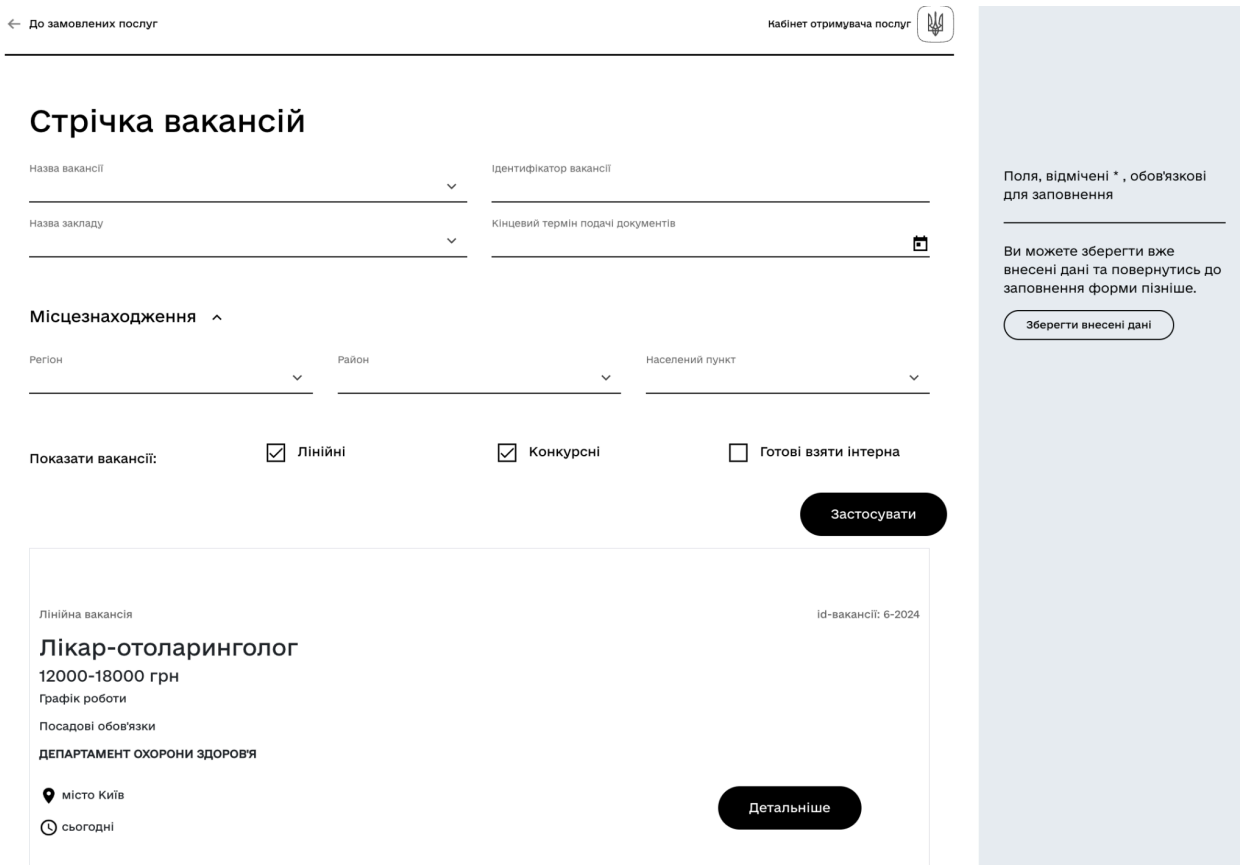 До замовлених послуг
Кабінет отримувача послуг
Стрічка вакансій
Назва вакансії
Ідентифікатор вакансії
Назва закладу
Кінцевий термін подачі документів
Місцезнаходження
Регіон
Район
Населений пункт
Показати вакансії:
Лінійні
Конкурсні
Готові взяти інтерна
Застосувати
Лінійна вакансія
id-вакансії: 6-2024
Лікар-отоларинголог
12000-18000 грн
Графік роботи
Посадові обов'язки
ДЕПАРТАМЕНТ ОХОРОНИ ЗДОРОВ'Я
місто Київ
сьогодні
Детальніше
Поля, відмічені * , обов'язкові
для заповнення
Ви можете зберегти вже
внесені дані та повернутись до
заповнення форми пізніше.
Зберегти внесені дані